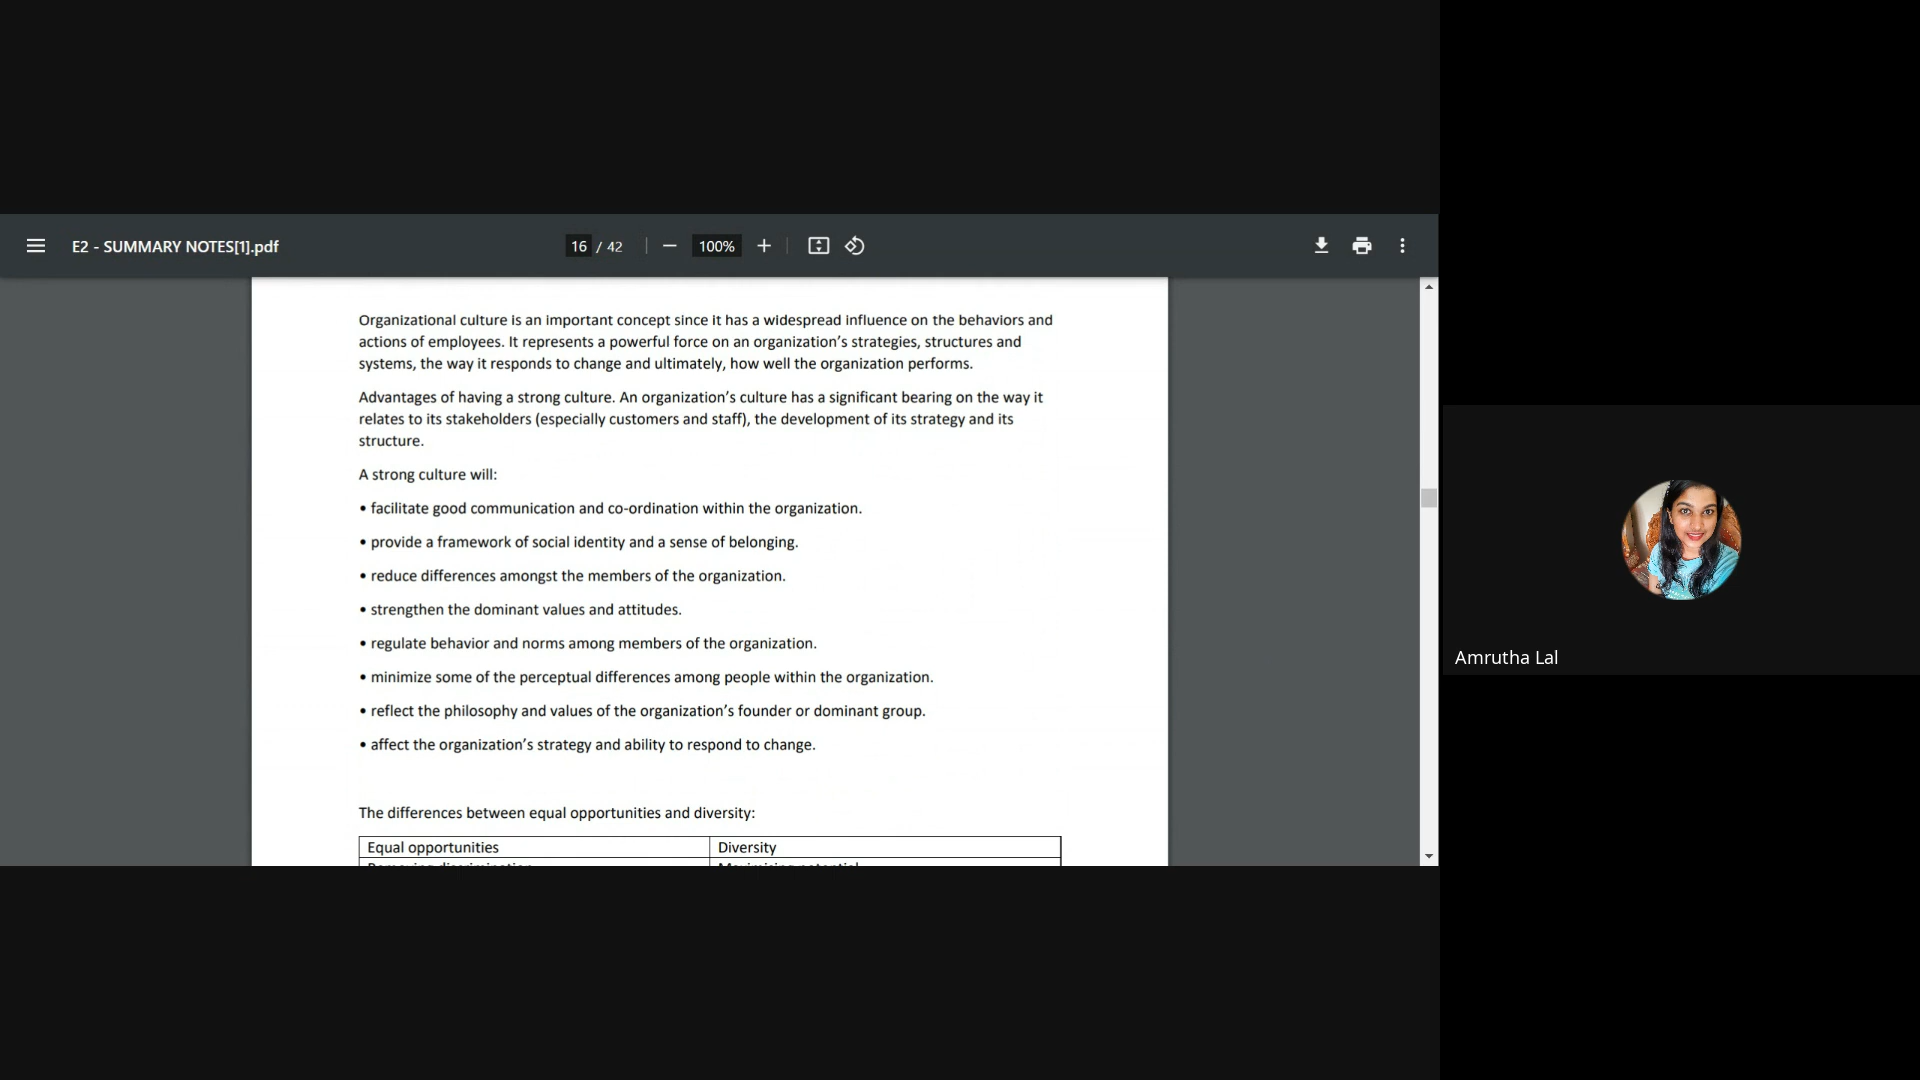 E2 - SUMMARY NOTES[1].pdf
16 / 42
100%
Organizational culture is an important concept since it has a widespread influence on the behaviors and
actions of employees. It represents a powerful force on an organization’s strategies, structures and
systems, the way it responds to change and ultimately, how well the organization performs.
Advantages of having a strong culture. An organization’s culture has a significant bearing on the way it
relates to its stakeholders (especially customers and staff), the development of its strategy and its
structure.
A strong culture will:
• facilitate good communication and co-ordination within the organization.
• provide a framework of social identity and a sense of belonging.
• reduce differences amongst the members of the organization.
• strengthen the dominant values and attitudes.
• regulate behavior and norms among members of the organization.
• minimize some of the perceptual differences among people within the organization.
• reflect the philosophy and values of the organization’s founder or dominant group.
• affect the organization’s strategy and ability to respond to change.
The differences between equal opportunities and diversity:
Equal opportunities Diversity
Removing discrimination Maximising potential
Amrutha Lal